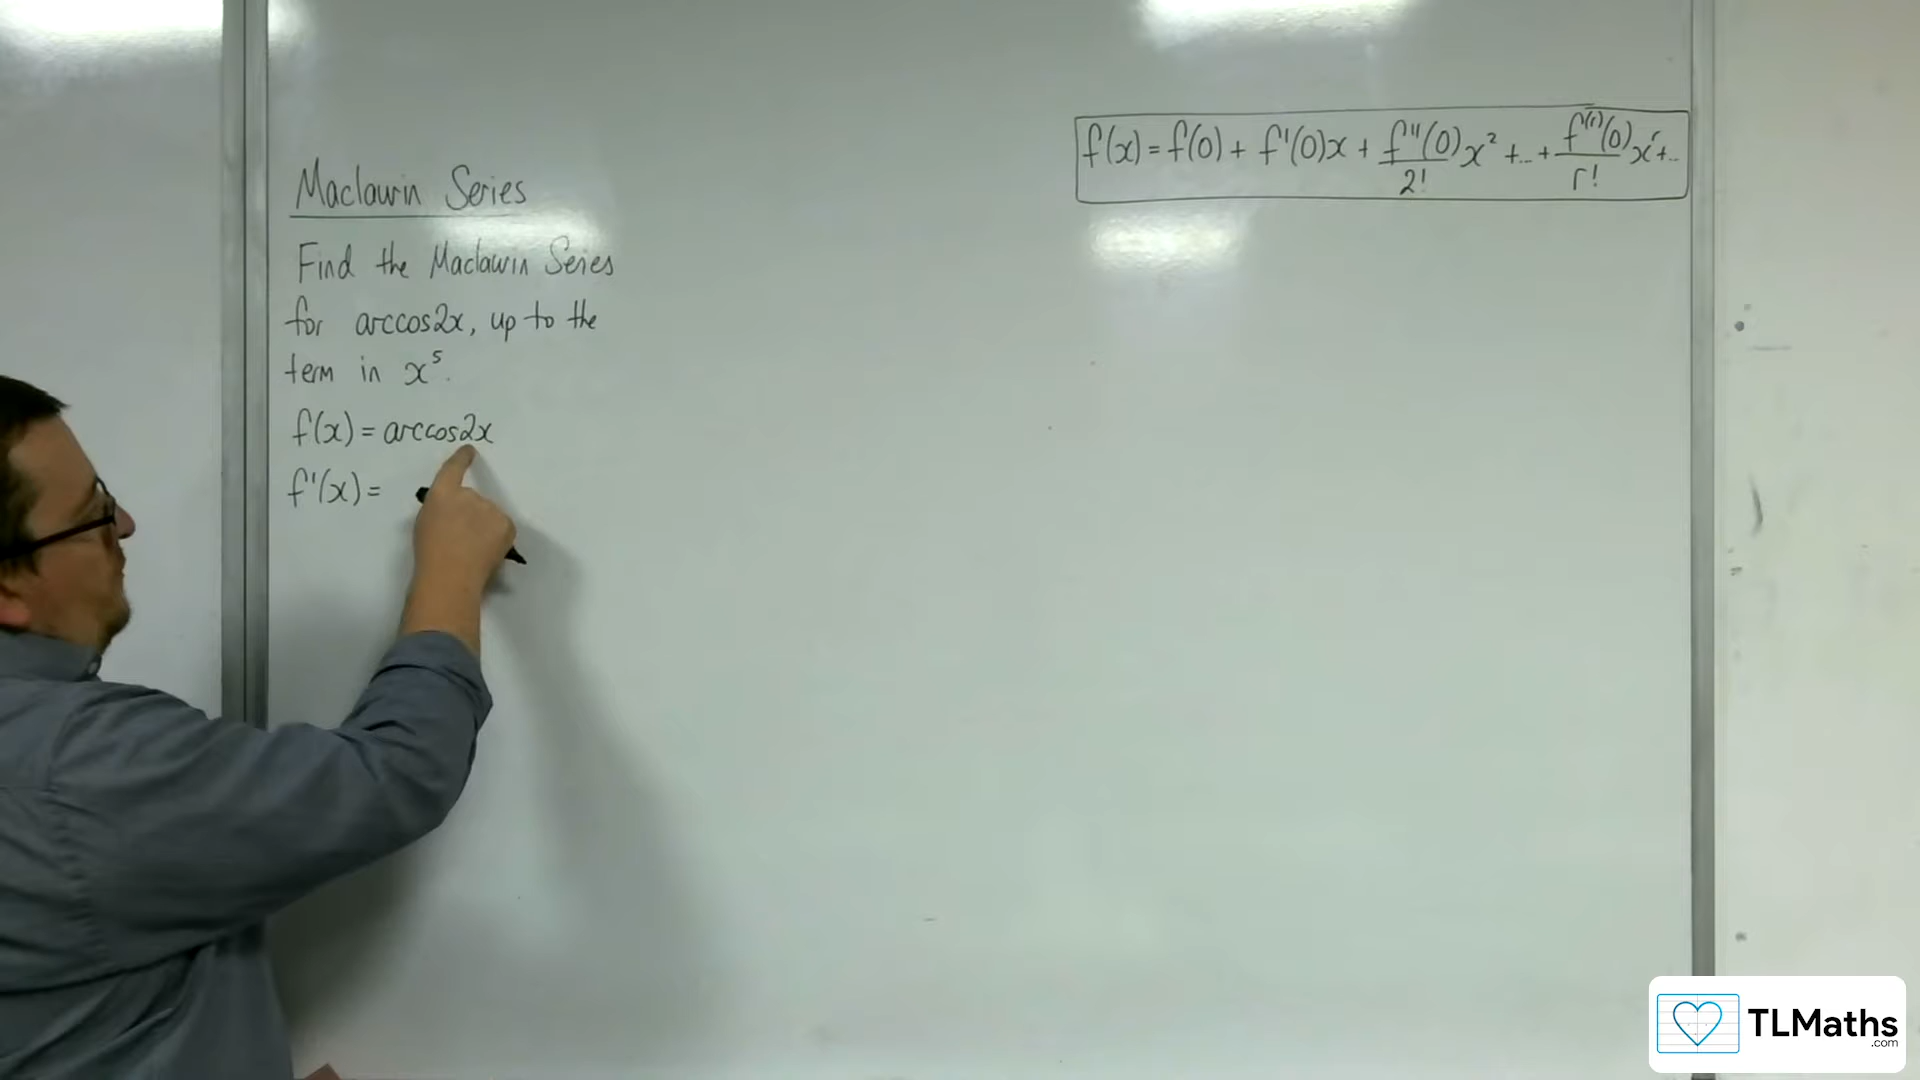 f(x) = f(0) + f'(0)x + f''(0)/2! x² + ... + f⁽ʳ⁾(0)/r! xʳ + ...
Maclaurin Series
Find the Maclaurin Series
for arccos2x, up to the
term in x⁵.
f(x) = arccos2x
f'(x) =
TLMaths
.com